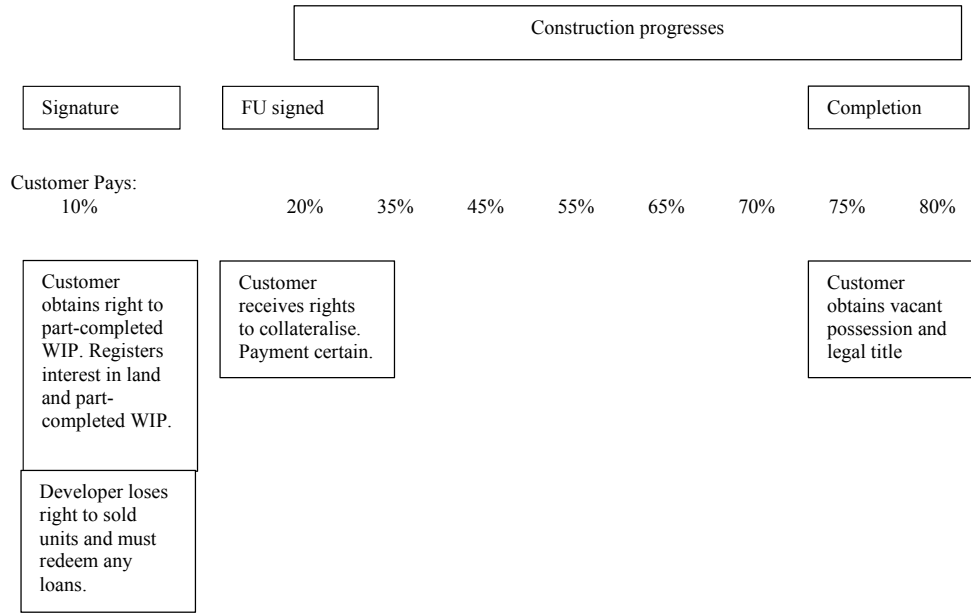 Construction progresses
Signature
FU signed
Completion
Customer Pays:
10%
20%
35%
45%
55%
65%
70%
75%
80%
Customer
obtains right to
part-completed
WIP. Registers
interest in land
and part-
completed WIP.
Customer
receives rights
to collateralise.
Payment certain.
Customer
obtains vacant
possession and
legal title
Developer loses
right to sold
units and must
redeem any
loans.